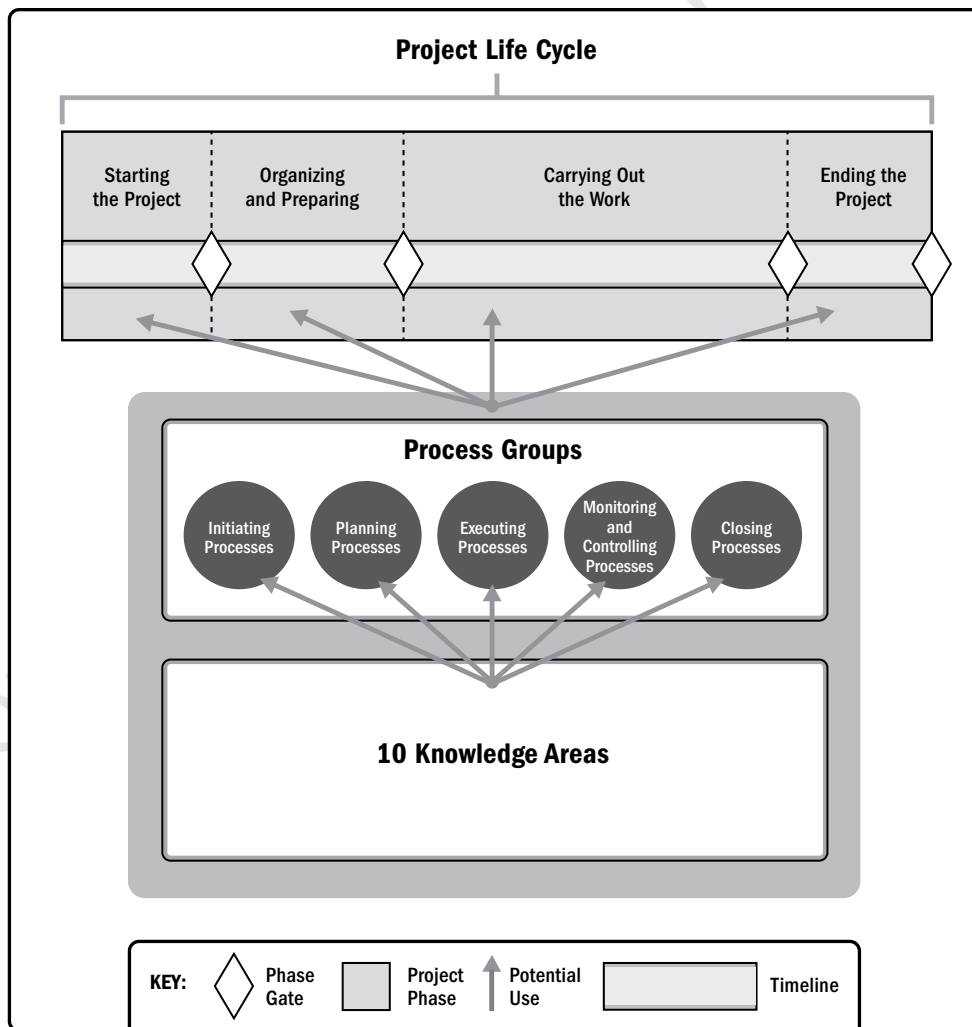 Project Life Cycle
Starting
the Project
Organizing
and Preparing
Carrying Out
the Work
Ending the
Project
Process Groups
Initiating
Processes
Planning
Processes
Executing
Processes
Monitoring
and
Controlling
Processes
Closing
Processes
10 Knowledge Areas
KEY:
Phase
Gate
Project
Phase
Potential
Use
Timeline